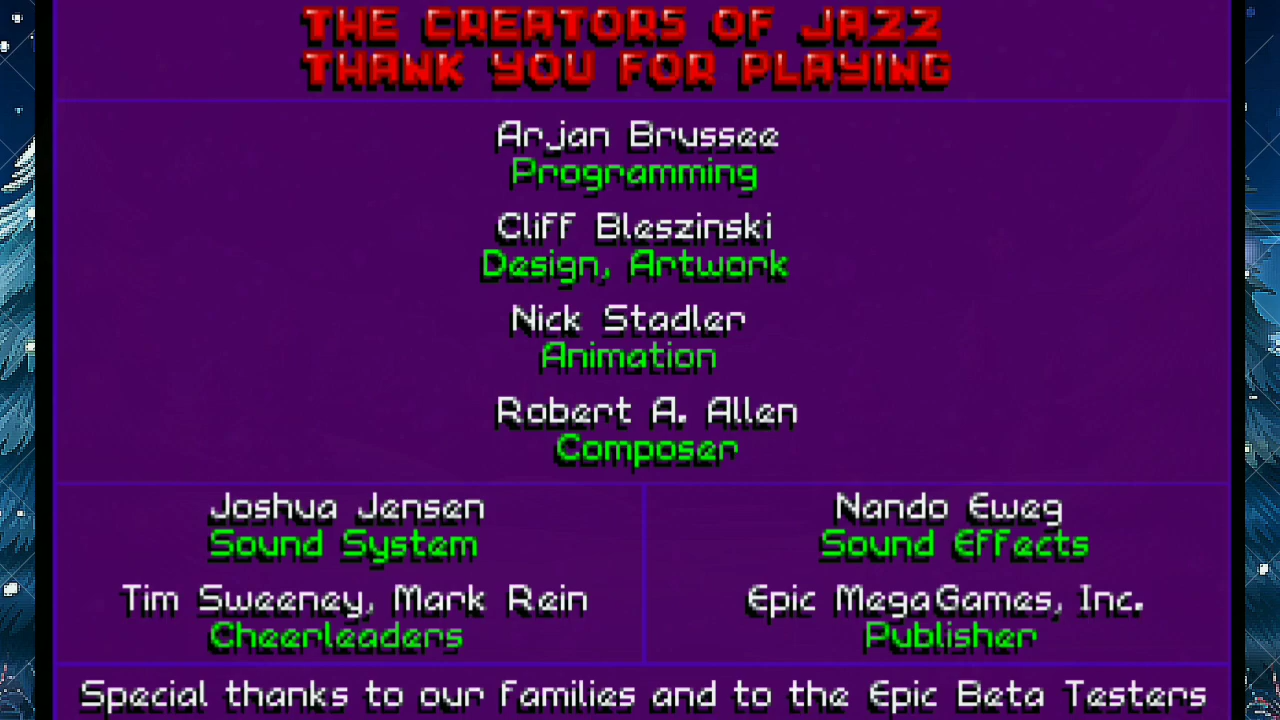 THE CREATORS OF JAZZ
THANK YOU FOR PLAYING
Arjan Brussee
Programming
Cliff Bleszinski
Design, Artwork
Nick Stadler
Animation
Robert A. Allen
Composer
Joshua Jensen
Sound System
Tim Sweeney, Mark Rein
Cheerleaders
Nando Eweg
Sound Effects
Epic MegaGames, Inc.
Publisher
Special thanks to our families and to the Epic Beta Testers